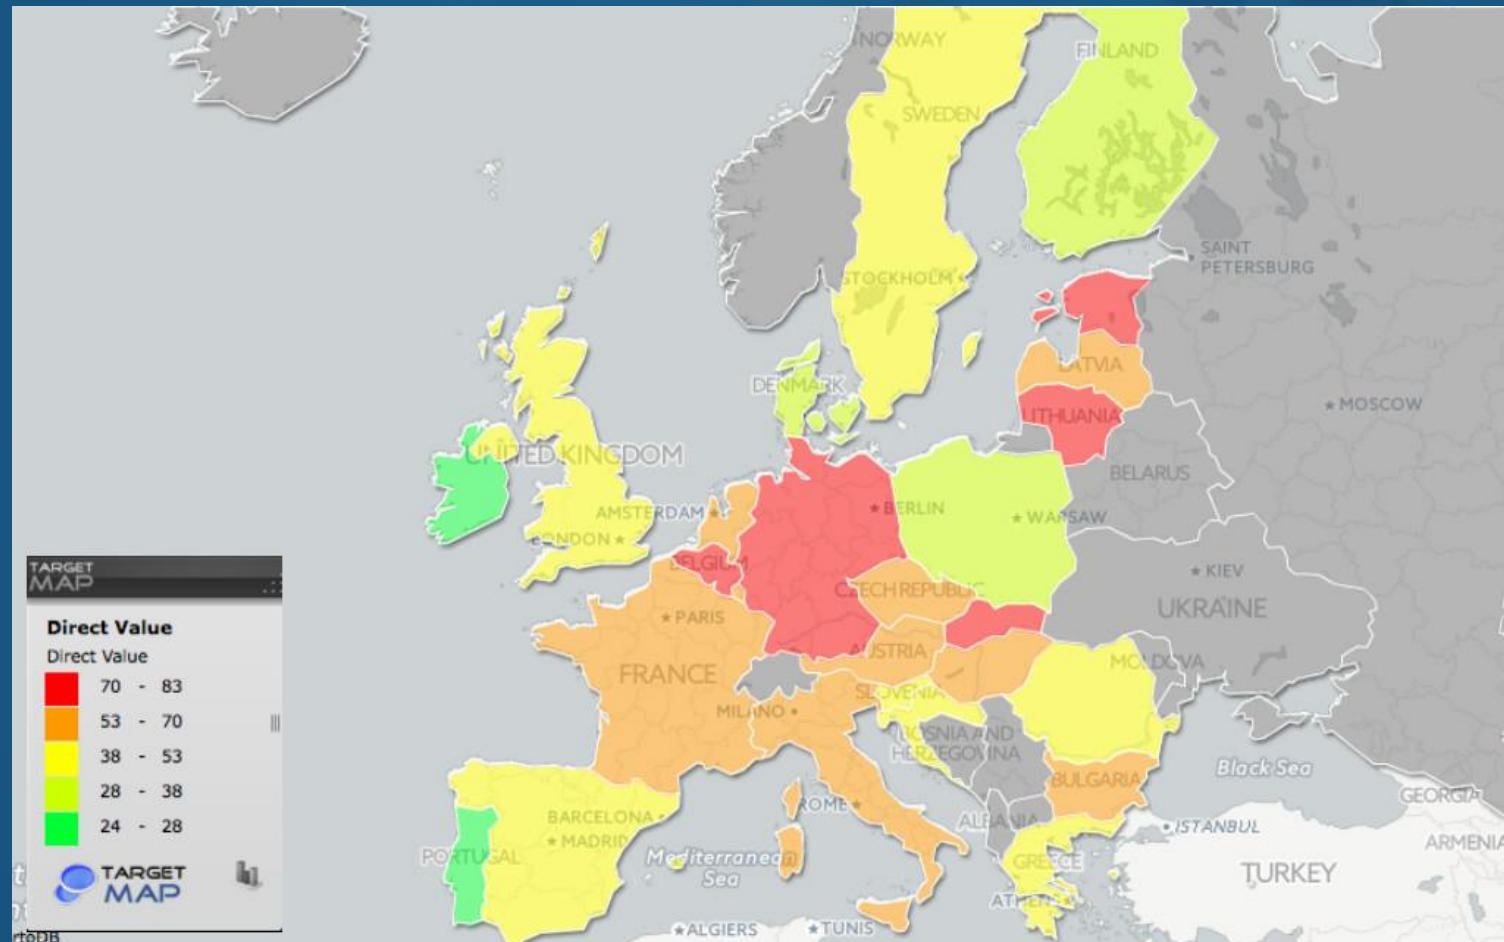 NORWAY
FINLAND
SWEDEN
SAINT
PETERSBURG
STOCKHOLM
LATVIA
DENMARK
MOSCOW
LITHUANIA
UNITED KINGDOM
BELARUS
AMSTERDAM
BERLIN
WARSAW
LONDON
BELGIUM
KIEV
CZECH REPUBLIC
UKRAINE
PARIS
AUSTRIA
MOLDOVA
FRANCE
SLOVENIA
MILANO
BOSNIA AND
HERZEGOVINA
Black Sea
BULGARIA
GEORGIA
ROME
BARCELONA
ALBANIA
ISTANBUL
MADRID
ARMENIA
PORTUGAL
Mediterranean
Sea
GREECE
TURKEY
ATHENS
ALGIERS
TUNIS
TARGET
MAP
Direct Value
Direct Value
70 - 83
53 - 70
38 - 53
28 - 38
24 - 28
TARGET
MAP
rtoDB